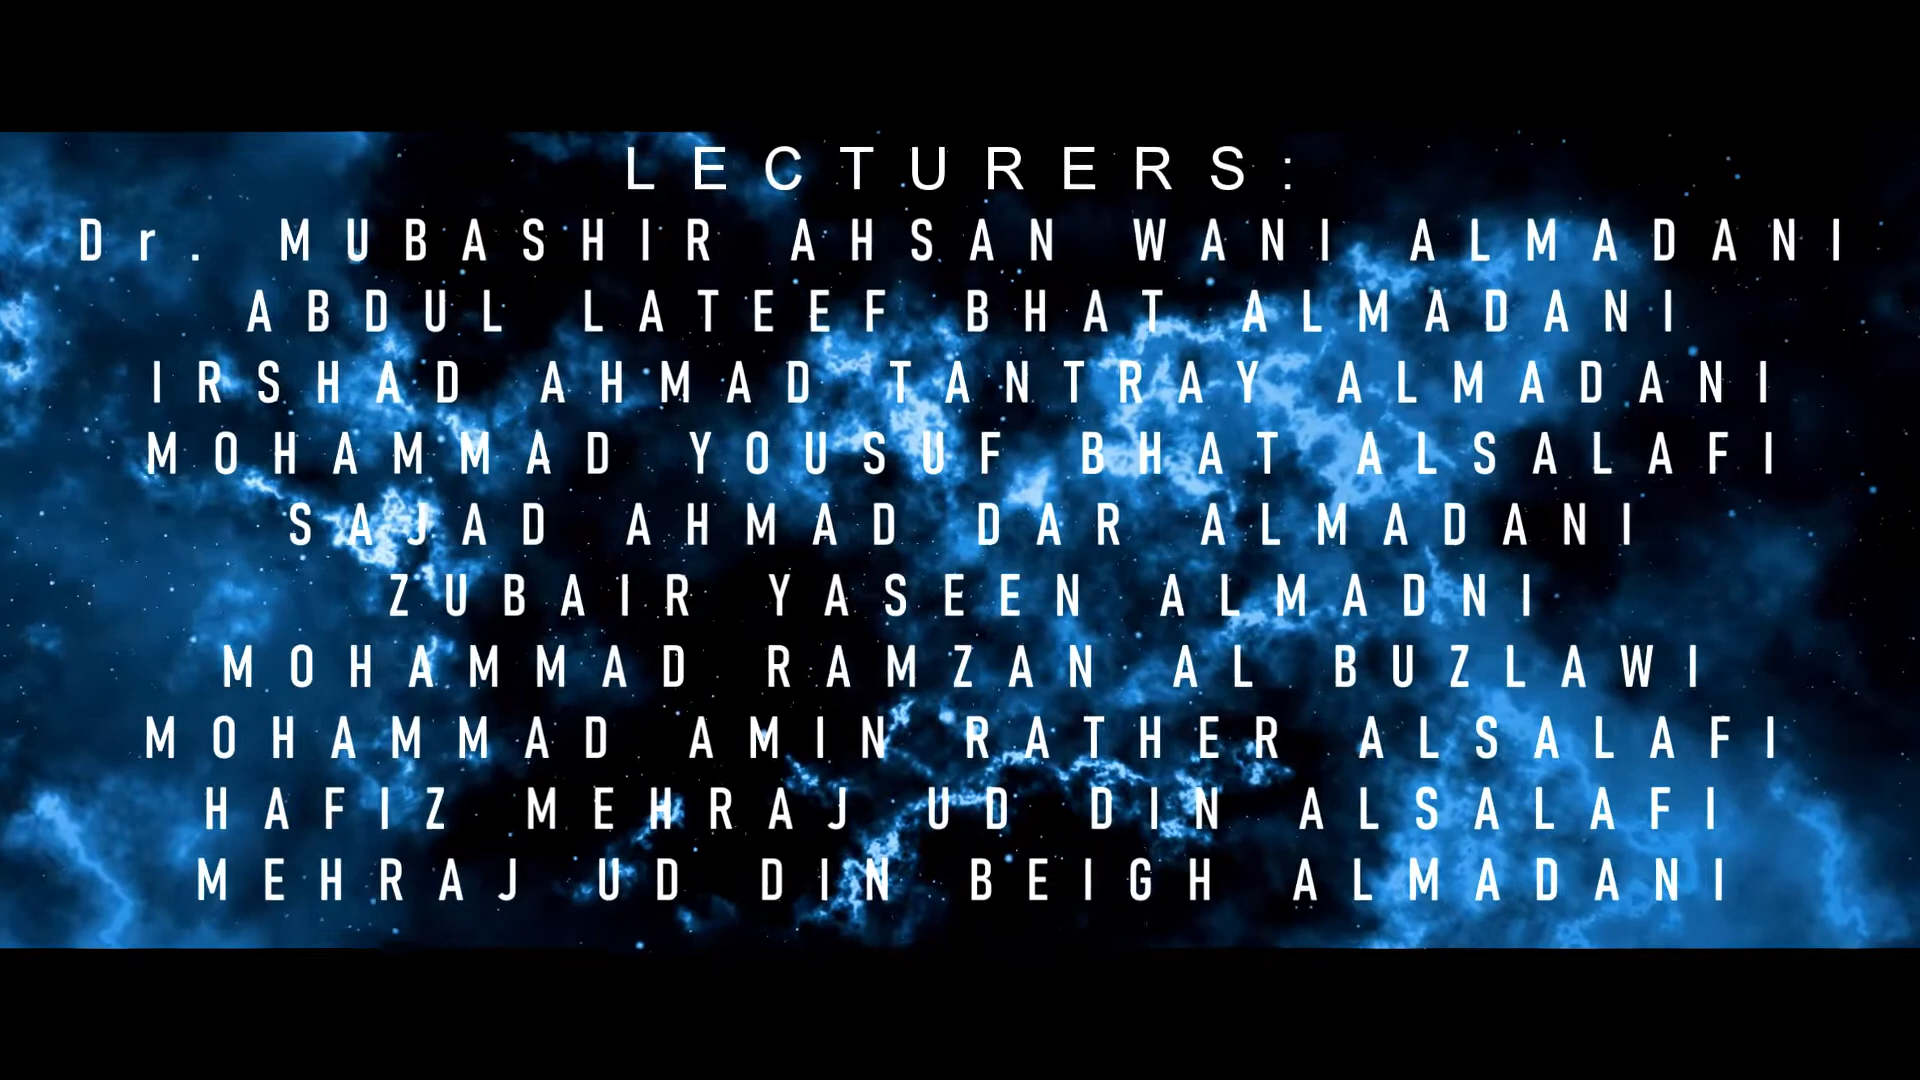 LECTURERS:
Dr. MUBASHIR AHSAN WANI ALMADANI
ABDUL LATEEF BHAT ALMADANI
IRSHAD AHMAD TANTRAY ALMADANI
MOHAMMAD YOUSUF BHAT ALSALAFI
SAJAD AHMAD DAR ALMADANI
ZUBAIR YASEEN ALMADNI
MOHAMMAD RAMZAN AL BUZLAWI
MOHAMMAD AMIN RATHER ALSALAFI
HAFIZ MEHRAJ UD DIN ALSALAFI
MEHRAJ UD DIN BEIGH ALMADANI